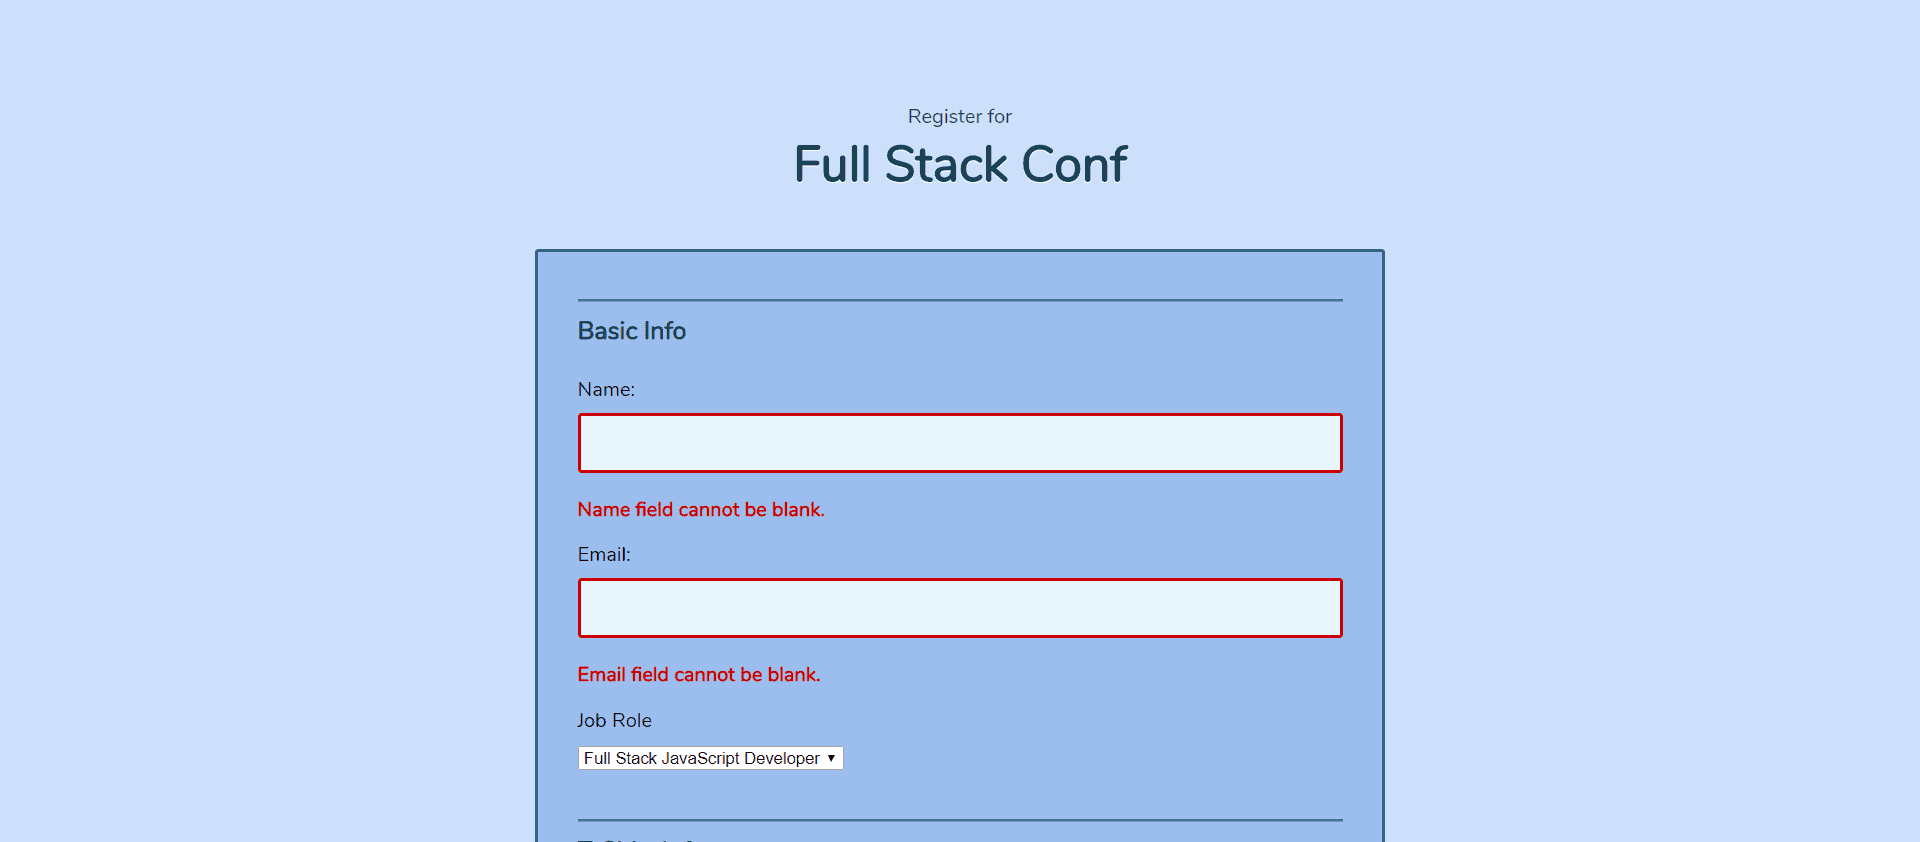 Register for
Full Stack Conf
Basic Info
Name:
Name field cannot be blank.
Email:
Email field cannot be blank.
Job Role
Full Stack JavaScript Developer